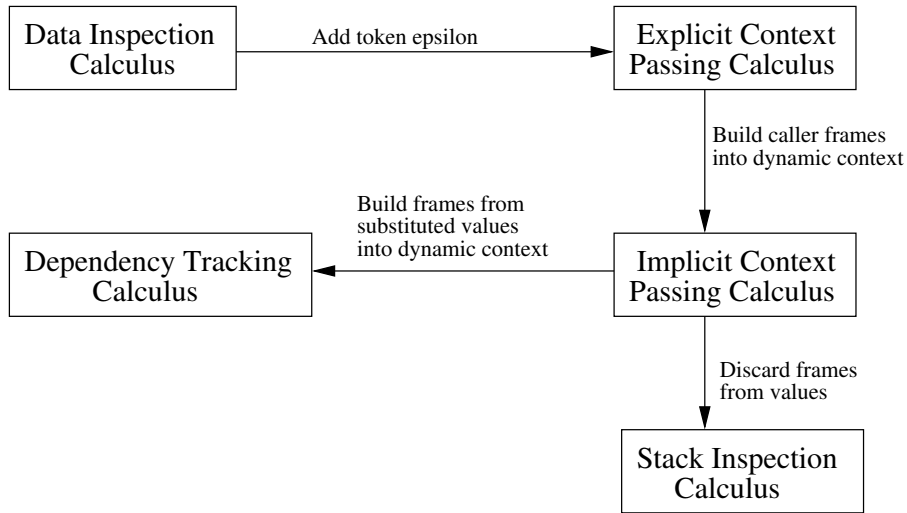 Data Inspection
Calculus
Add token epsilon
Explicit Context
Passing Calculus
Build caller frames
into dynamic context
Build frames from
substituted values
into dynamic context
Dependency Tracking
Calculus
Implicit Context
Passing Calculus
Discard frames
from values
Stack Inspection
Calculus